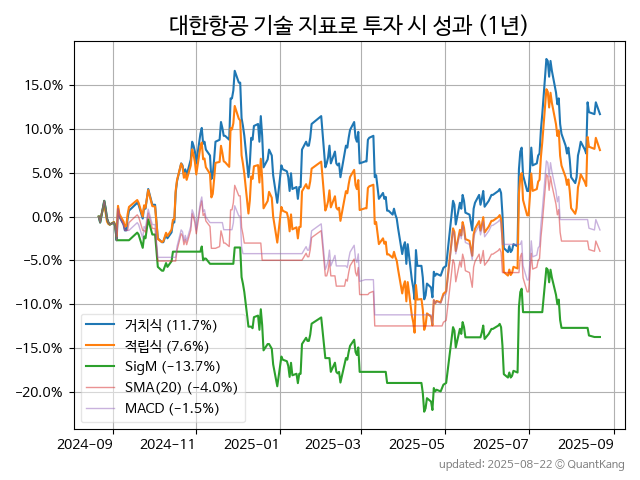 대한항공 기술 지표로 투자 시 성과 (1년)
15.0%
10.0%
5.0%
0.0%
−5.0%
−10.0%
−15.0%
−20.0%
거치식 (11.7%)
적립식 (7.6%)
SigM (−13.7%)
SMA(20) (−4.0%)
MACD (−1.5%)
2024-09 2024-11 2025-01 2025-03 2025-05 2025-07 2025-09
updated: 2025-08-22 © QuantKang